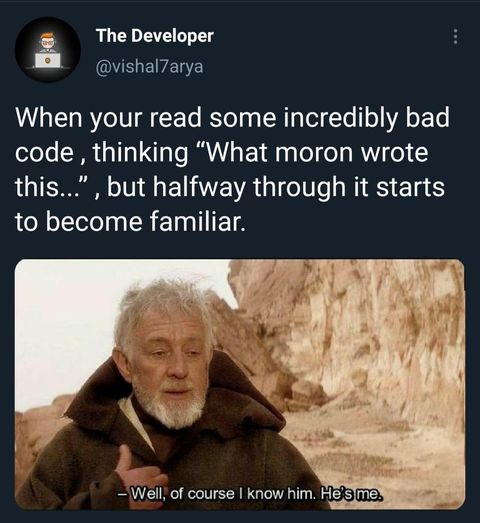 The Developer
@vishal7arya
When your read some incredibly bad
code , thinking “What moron wrote
this...” , but halfway through it starts
to become familiar.
– Well, of course I know him. He's me.